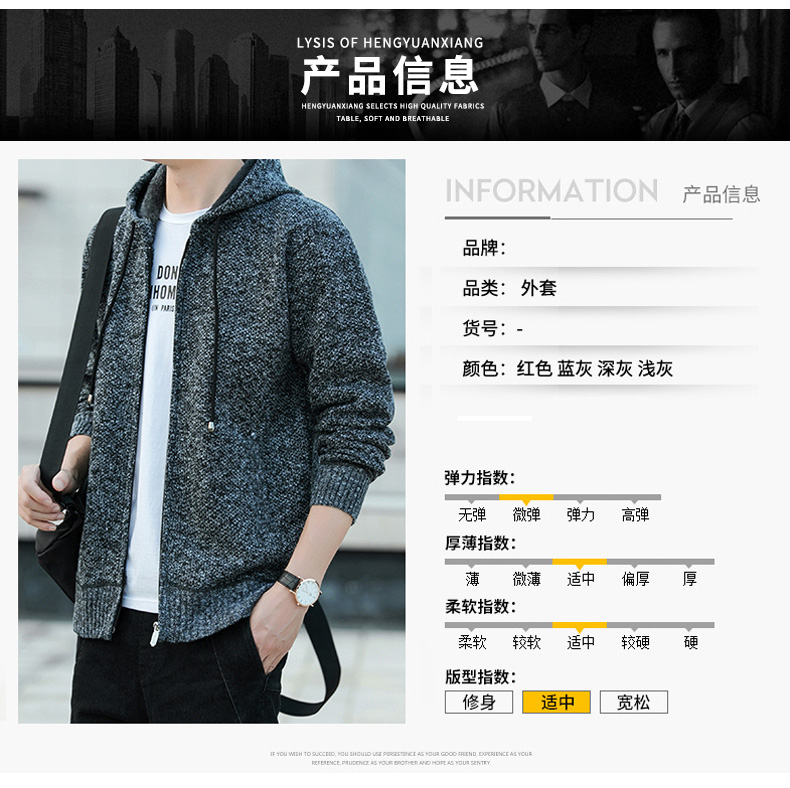 LYSIS OF HENGYUANXIANG
产品信息
HENGYUANXIANG SELECTS HIGH QUALITY FABRICS
TABLE, SOFT AND BREATHABLE
INFORMATION 产品信息
品牌：
品类： 外套
货号：-
颜色：红色 蓝灰 深灰 浅灰
DON
HOM
IN PARIS
弹力指数：
无弹 微弹 弹力 高弹
厚薄指数：
薄 微薄 适中 偏厚 厚
柔软指数：
柔软 较软 适中 较硬 硬
版型指数：
修身 适中 宽松
IF YOU WISH TO SUCCEED, YOU SHOULD USE PERSISTENCE AS YOUR GOOD FRIEND, EXPERIENCE AS YOUR
REFERENCE, PRUDENCE AS YOUR BROTHER AND HOPE AS YOUR SENTRY.